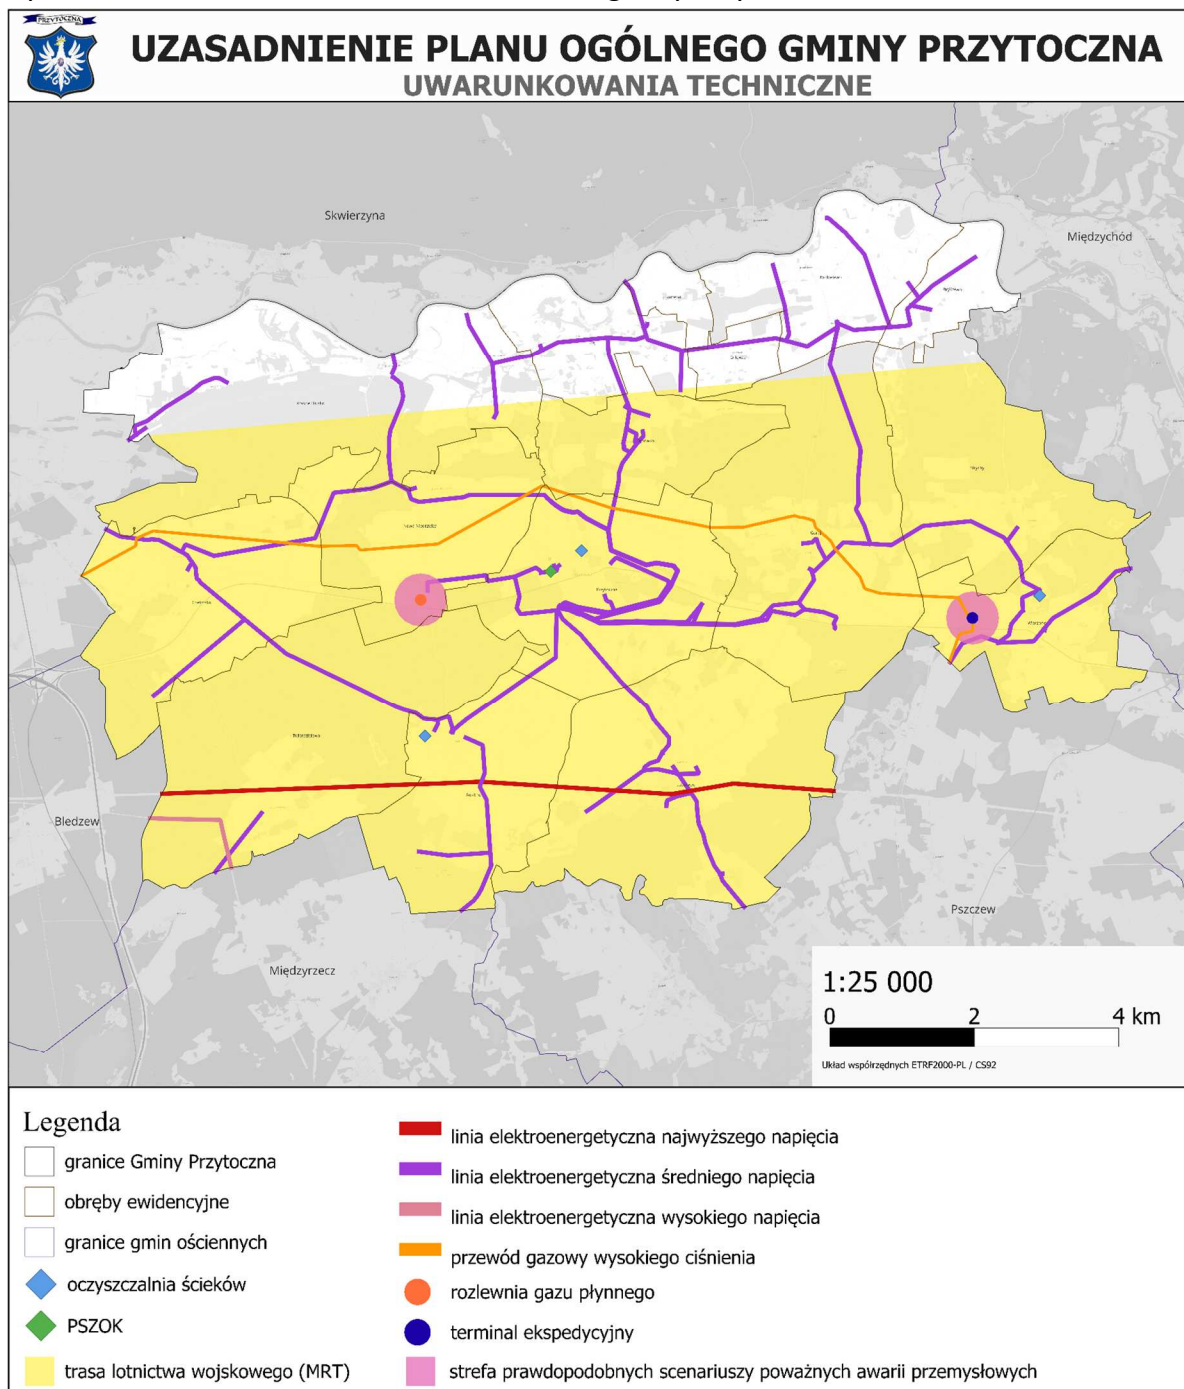 PRZYTOCZNA
UZASADNIENIE PLANU OGÓLNEGO GMINY PRZYTOCZNA
UWARUNKOWANIA TECHNICZNE
Skwierzyna
Międzychód
Bledzew
Międzyrzecz
Pszczew
1:25 000
0 2 4 km
Układ współrzędnych ETRF2000-PL / CS92
Legenda
granice Gminy Przytoczna
obręby ewidencyjne
granice gmin ościennych
oczyszczalnia ścieków
PSZOK
trasa lotnictwa wojskowego (MRT)
linia elektroenergetyczna najwyższego napięcia
linia elektroenergetyczna średniego napięcia
linia elektroenergetyczna wysokiego napięcia
przewód gazowy wysokiego ciśnienia
rozlewnia gazu płynnego
terminal ekspedycyjny
strefa prawdopodobnych scenariuszy poważnych awarii przemysłowych